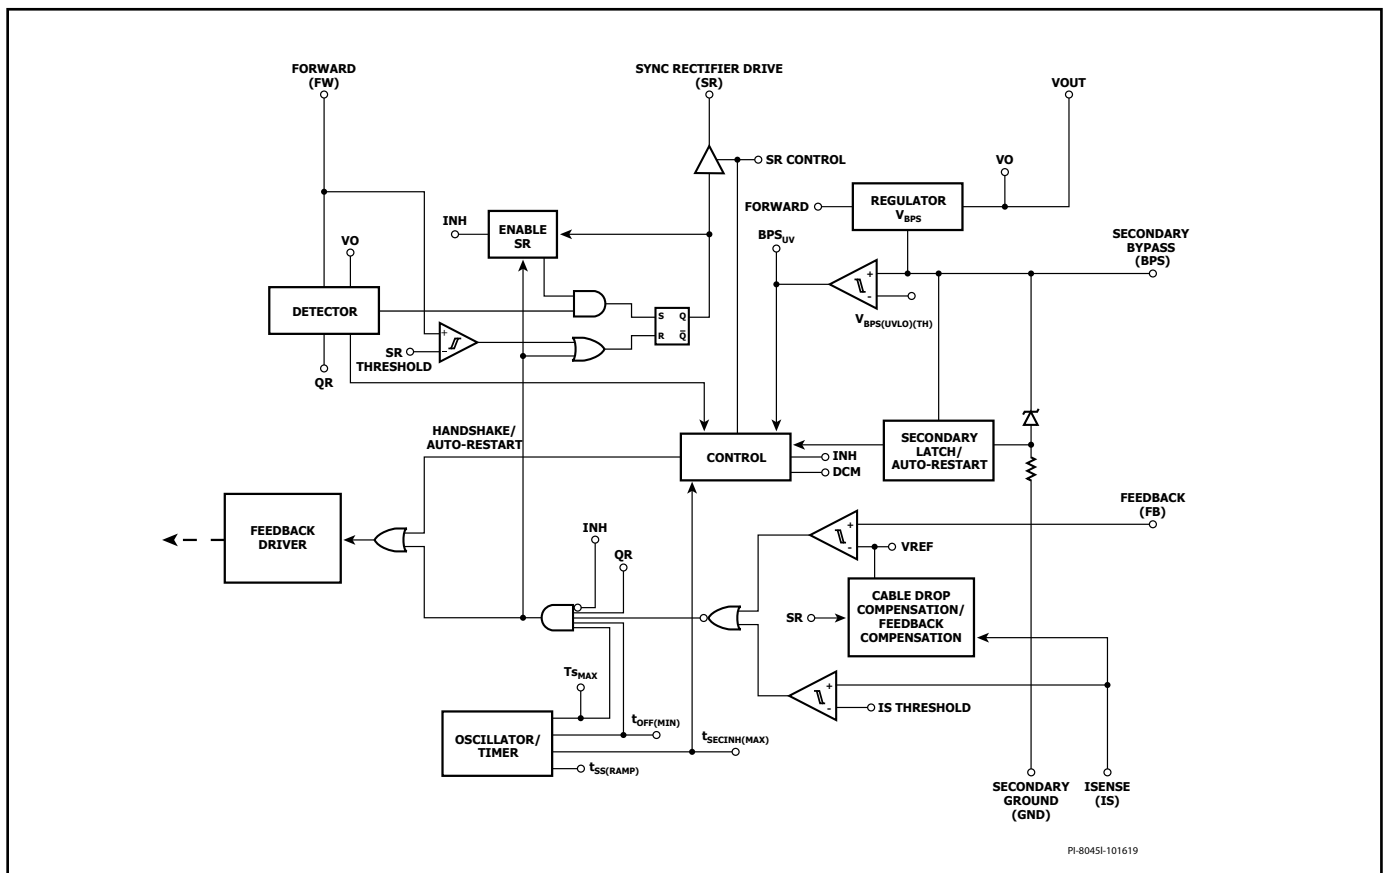 FORWARD
(FW)
SYNC RECTIFIER DRIVE
(SR)
VOUT
SR CONTROL
VO
FORWARD
REGULATOR
VBPS
INH
ENABLE
SR
BPSUV
SECONDARY
BYPASS
(BPS)
VO
+
-
DETECTOR
S Q
R Q̅
VBPS(UVLO)(TH)
+
−
SR
THRESHOLD
QR
HANDSHAKE/
AUTO-RESTART
CONTROL
INH
DCM
SECONDARY
LATCH/
AUTO-RESTART
FEEDBACK
DRIVER
FEEDBACK
(FB)
INH
QR
+
-
VREF
CABLE DROP
COMPENSATION/
FEEDBACK
COMPENSATION
SR
TsMAX
+
-
IS THRESHOLD
OSCILLATOR/
TIMER
tOFF(MIN)
tSECINH(MAX)
tSS(RAMP)
SECONDARY
GROUND
(GND)
ISENSE
(IS)
PI-8045l-101619